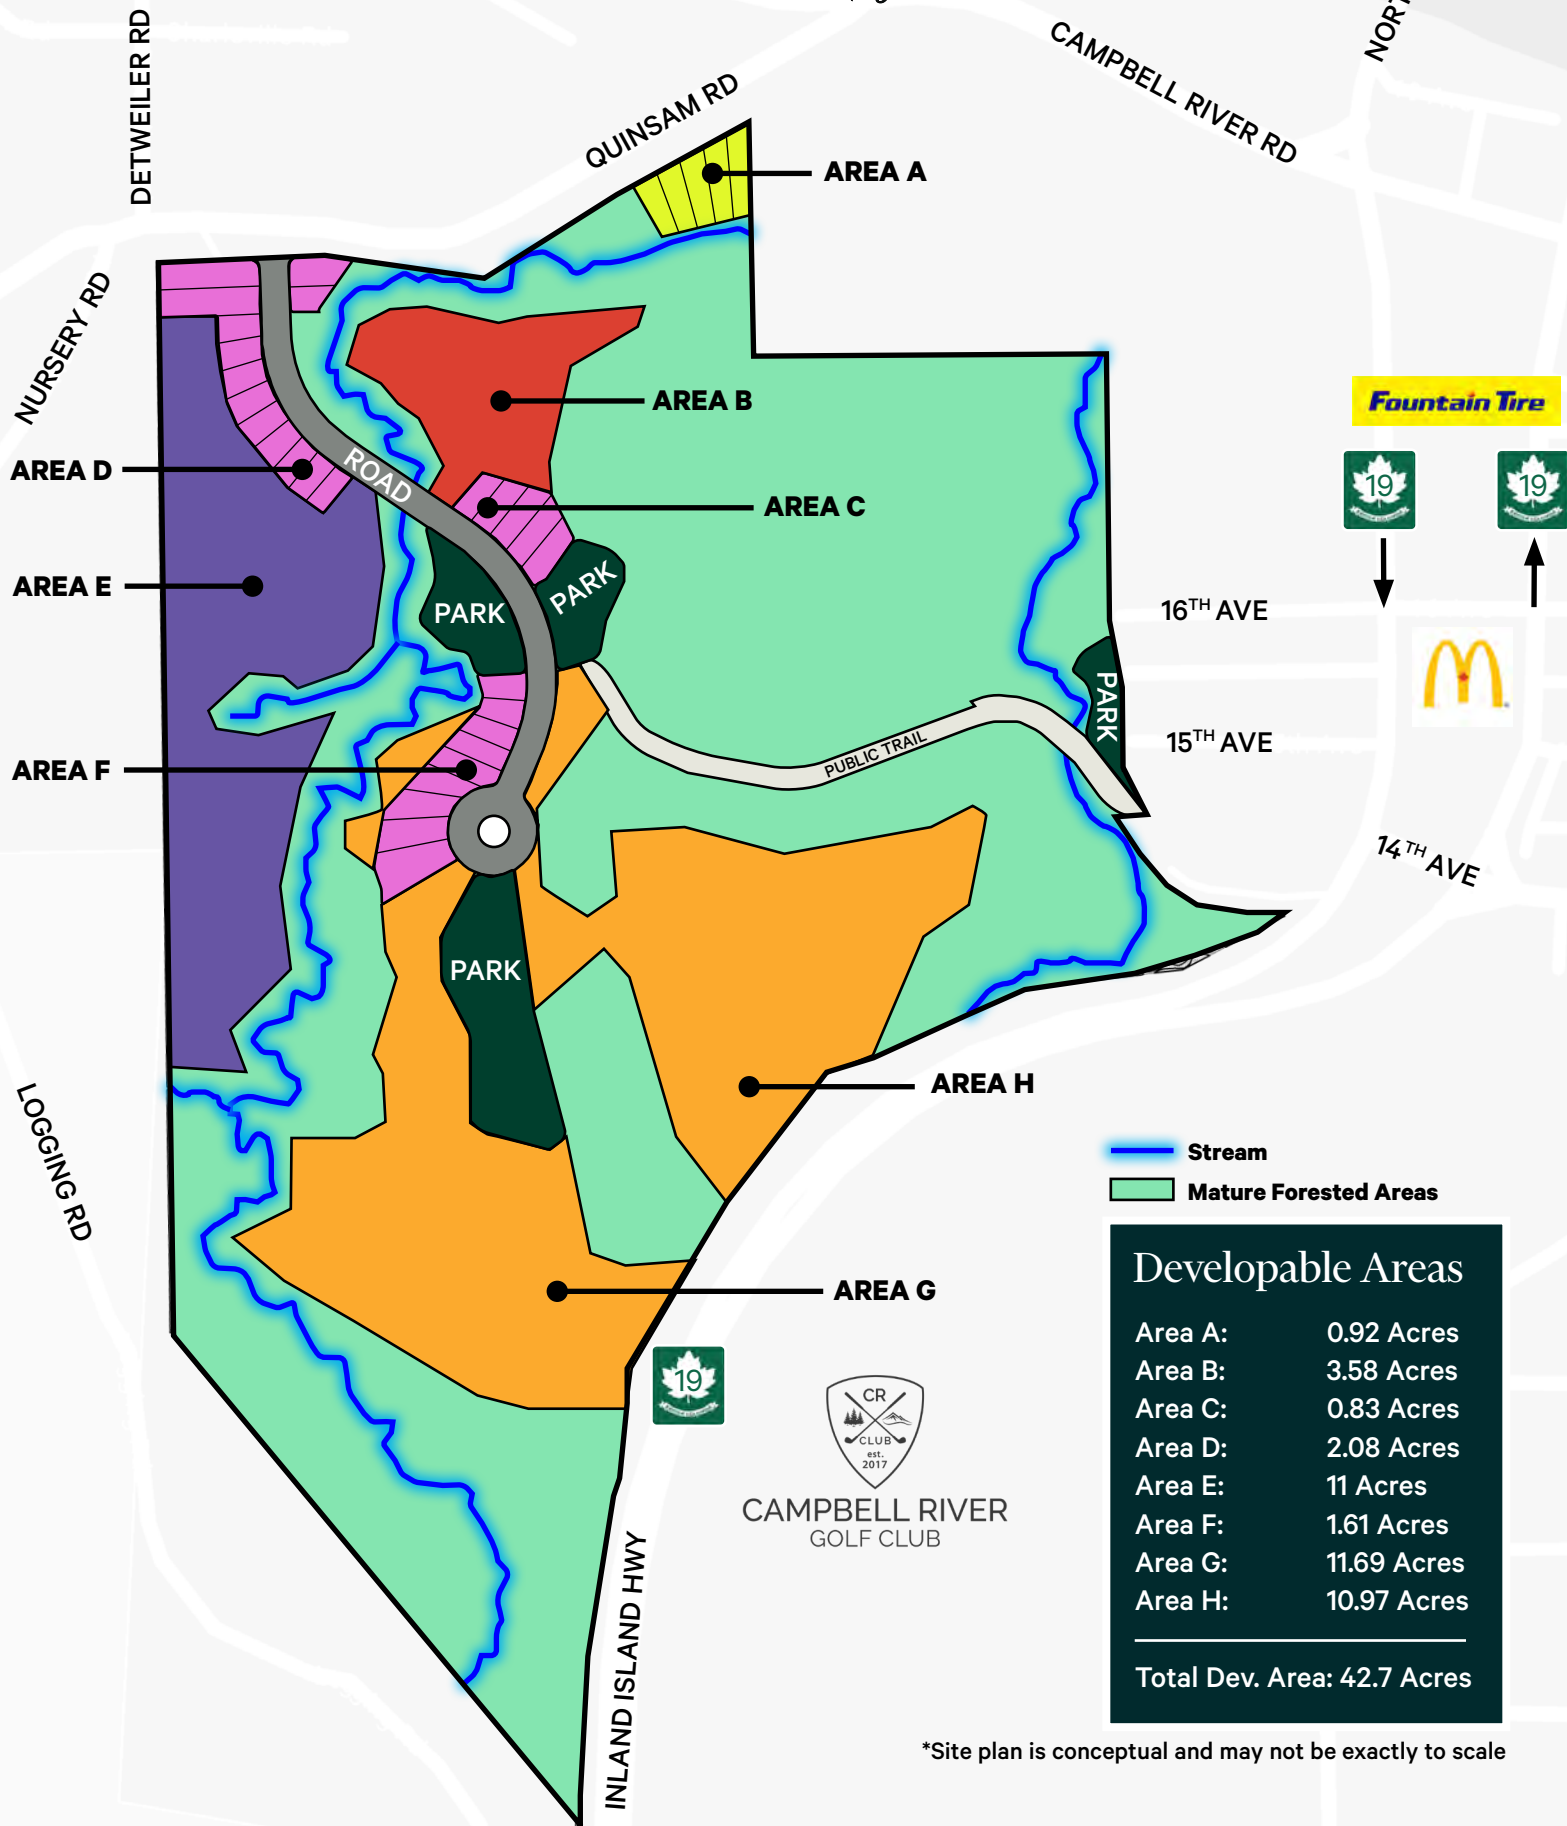 DETWEILER RD
QUINSAM RD
CAMPBELL RIVER RD
AREA A
NURSERY RD
AREA B
Fountain Tire
AREA D
ROAD
19
19
AREA C
AREA E
PARK
PARK
16TH AVE
PARK
15TH AVE
PUBLIC TRAIL
AREA F
14TH AVE
PARK
AREA H
LOGGING RD
Stream
Mature Forested Areas
AREA G
19
CR
CLUB
est.
2017
CAMPBELL RIVER
GOLF CLUB
INLAND ISLAND HWY
Developable Areas
Area A: 0.92 Acres
Area B: 3.58 Acres
Area C: 0.83 Acres
Area D: 2.08 Acres
Area E: 11 Acres
Area F: 1.61 Acres
Area G: 11.69 Acres
Area H: 10.97 Acres
Total Dev. Area: 42.7 Acres
*Site plan is conceptual and may not be exactly to scale